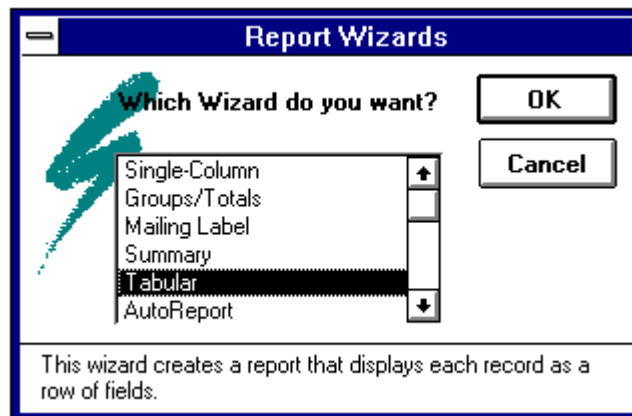 Report Wizards
Which Wizard do you want?
OK
Cancel
Single-Column
Groups/Totals
Mailing Label
Summary
Tabular
AutoReport
This wizard creates a report that displays each record as a
row of fields.